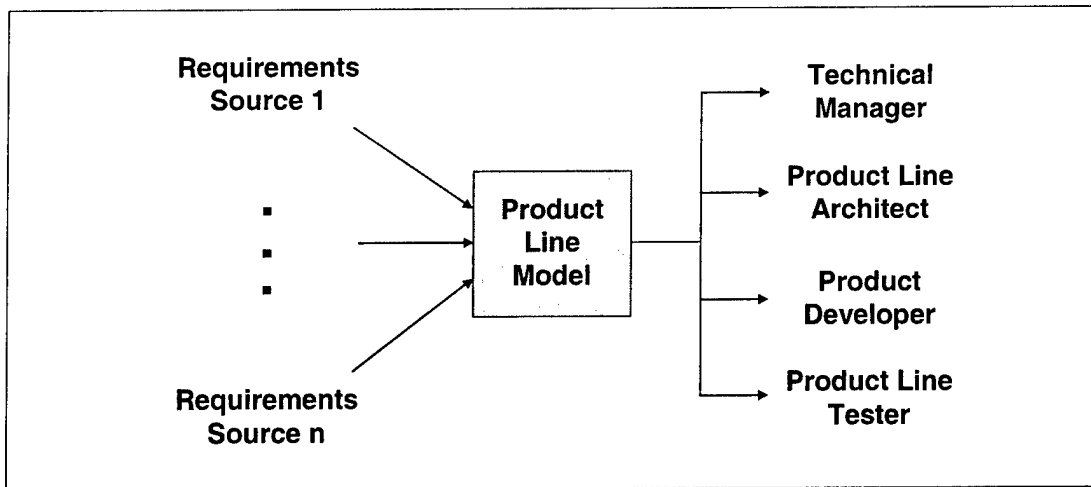 Requirements
Source 1
Requirements
Source n
Product
Line
Model
Technical
Manager
Product Line
Architect
Product
Developer
Product Line
Tester